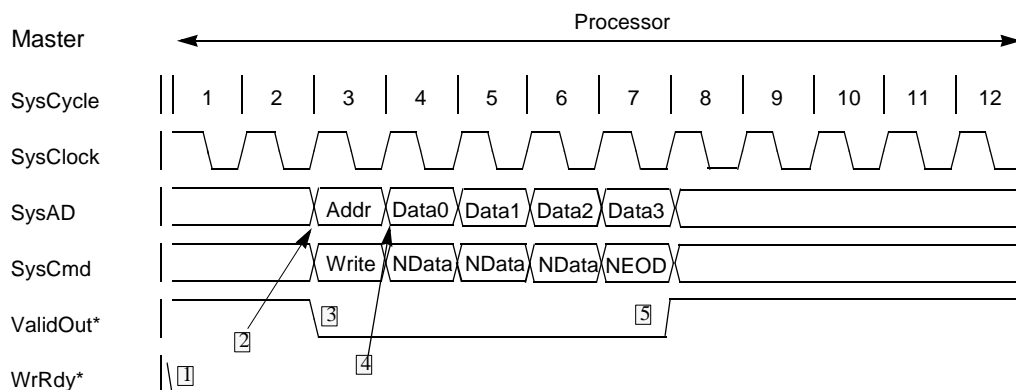 Processor
Master
SysCycle 1 2 3 4 5 6 7 8 9 10 11 12
SysClock
SysAD Addr Data0 Data1 Data2 Data3
SysCmd Write NData NData NData NEOD
ValidOut* 2 3 4 5
WrRdy* 1